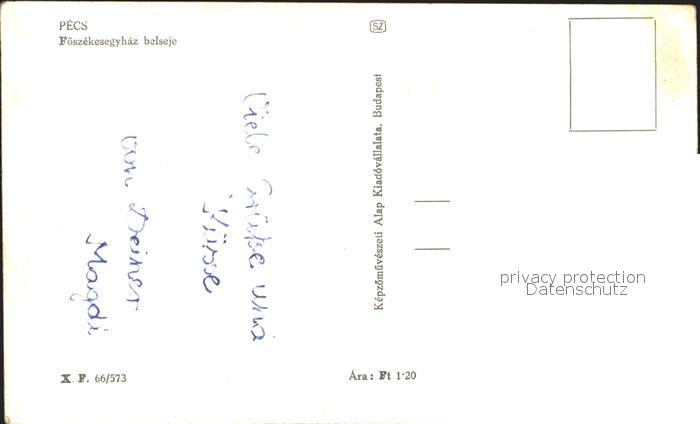 PÉCS
Főszékesegyház belseje
SZ
Viele Grüße und
Küsse
von Deiner
Magdi
Képzőművészeti Alap Kiadóvállalata, Budapest
privacy protection
Datenschutz
X. F. 66/573
Ára: Ft 1·20